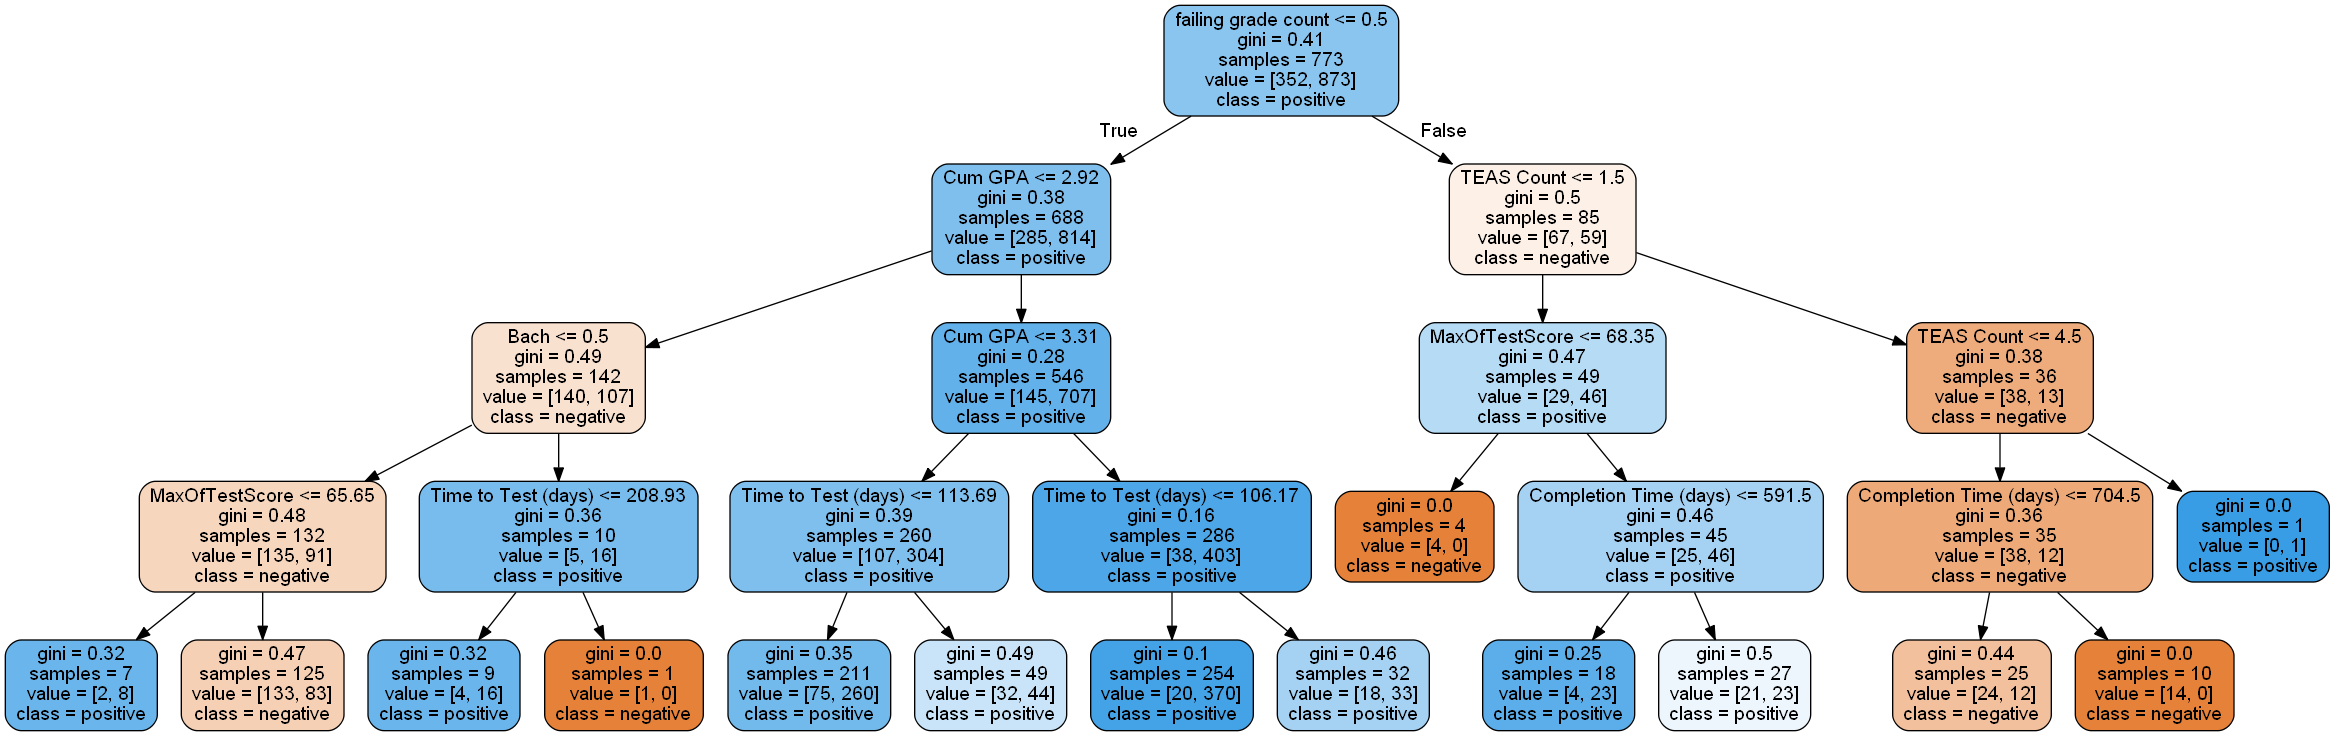 failing grade count <= 0.5
gini = 0.41
samples = 773
value = [352, 873]
class = positive
True
False
Cum GPA <= 2.92
gini = 0.38
samples = 688
value = [285, 814]
class = positive
TEAS Count <= 1.5
gini = 0.5
samples = 85
value = [67, 59]
class = negative
Bach <= 0.5
gini = 0.49
samples = 142
value = [140, 107]
class = negative
Cum GPA <= 3.31
gini = 0.28
samples = 546
value = [145, 707]
class = positive
MaxOfTestScore <= 68.35
gini = 0.47
samples = 49
value = [29, 46]
class = positive
TEAS Count <= 4.5
gini = 0.38
samples = 36
value = [38, 13]
class = negative
MaxOfTestScore <= 65.65
gini = 0.48
samples = 132
value = [135, 91]
class = negative
Time to Test (days) <= 208.93
gini = 0.36
samples = 10
value = [5, 16]
class = positive
Time to Test (days) <= 113.69
gini = 0.39
samples = 260
value = [107, 304]
class = positive
Time to Test (days) <= 106.17
gini = 0.16
samples = 286
value = [38, 403]
class = positive
gini = 0.0
samples = 4
value = [4, 0]
class = negative
Completion Time (days) <= 591.5
gini = 0.46
samples = 45
value = [25, 46]
class = positive
Completion Time (days) <= 704.5
gini = 0.36
samples = 35
value = [38, 12]
class = negative
gini = 0.0
samples = 1
value = [0, 1]
class = positive
gini = 0.32
samples = 7
value = [2, 8]
class = positive
gini = 0.47
samples = 125
value = [133, 83]
class = negative
gini = 0.32
samples = 9
value = [4, 16]
class = positive
gini = 0.0
samples = 1
value = [1, 0]
class = negative
gini = 0.35
samples = 211
value = [75, 260]
class = positive
gini = 0.49
samples = 49
value = [32, 44]
class = positive
gini = 0.1
samples = 254
value = [20, 370]
class = positive
gini = 0.46
samples = 32
value = [18, 33]
class = positive
gini = 0.25
samples = 18
value = [4, 23]
class = positive
gini = 0.5
samples = 27
value = [21, 23]
class = positive
gini = 0.44
samples = 25
value = [24, 12]
class = negative
gini = 0.0
samples = 10
value = [14, 0]
class = negative